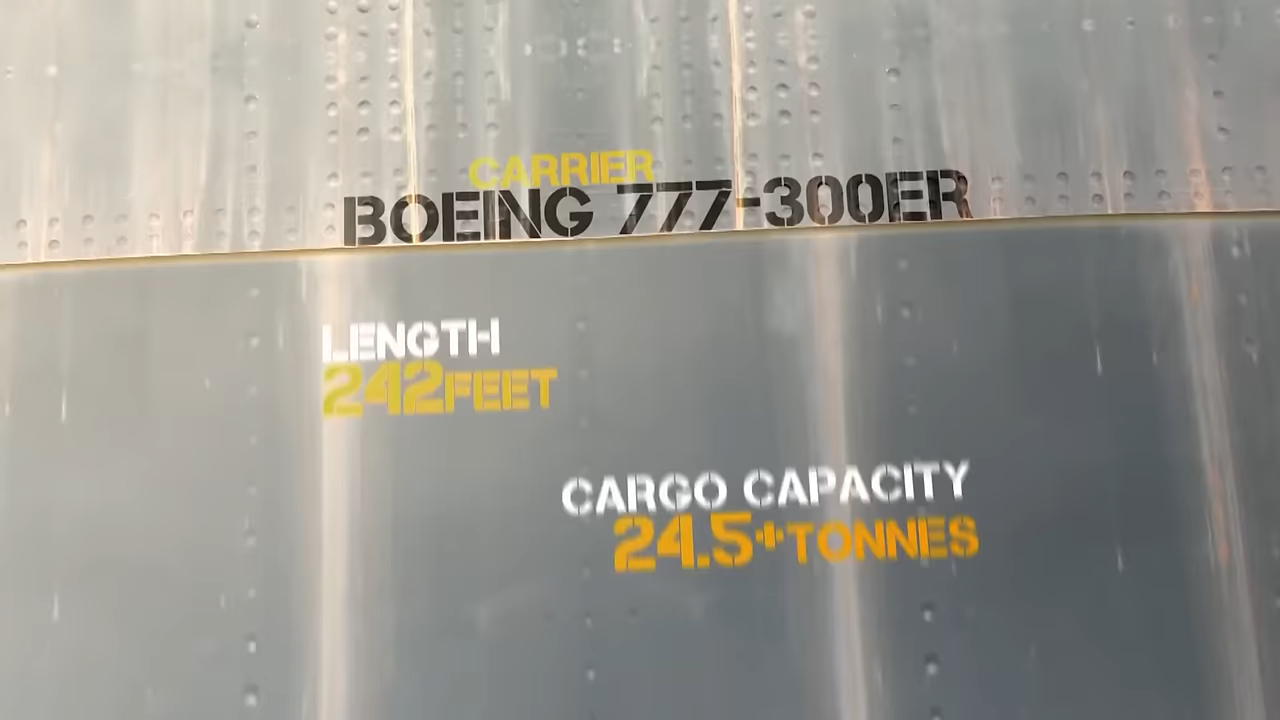 CARRIER
BOEING 777-300ER
LENGTH
242FEET
CARGO CAPACITY
24.5+TONNES